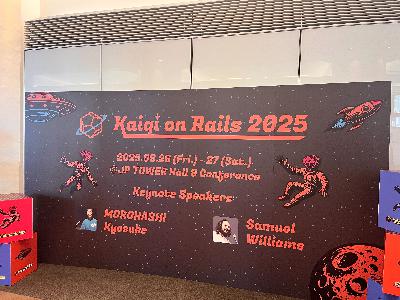 Kaigi on Rails 2025
2025.09.26 (Fri.) - 27 (Sat.)
JP TOWER Hall & Conference
Keynote Speakers
MOROHASHI
Kyosuke
Samuel
Williams